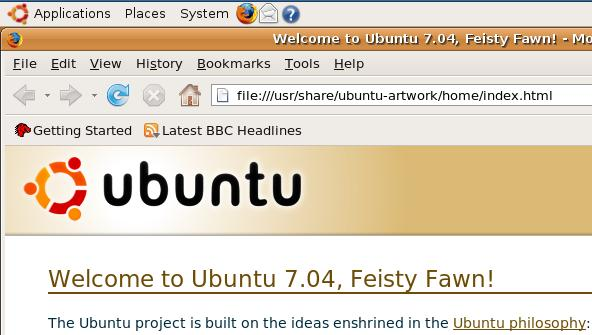 Applications Places System
Welcome to Ubuntu 7.04, Feisty Fawn! - Mo
File Edit View History Bookmarks Tools Help
file:///usr/share/ubuntu-artwork/home/index.html
Getting Started Latest BBC Headlines
ubuntu
Welcome to Ubuntu 7.04, Feisty Fawn!
The Ubuntu project is built on the ideas enshrined in the Ubuntu philosophy: